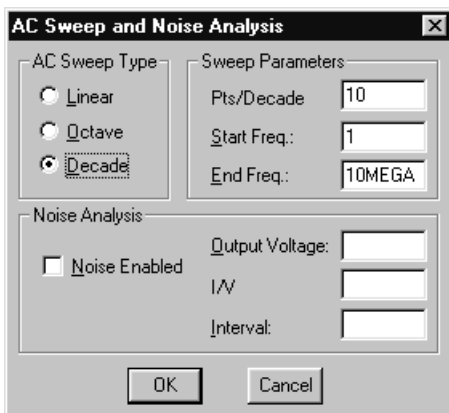 AC Sweep and Noise Analysis
AC Sweep Type
Linear
Octave
Decade
Sweep Parameters
Pts/Decade 10
Start Freq.: 1
End Freq.: 10MEGA
Noise Analysis
Noise Enabled
Output Voltage:
I/V
Interval:
OK Cancel